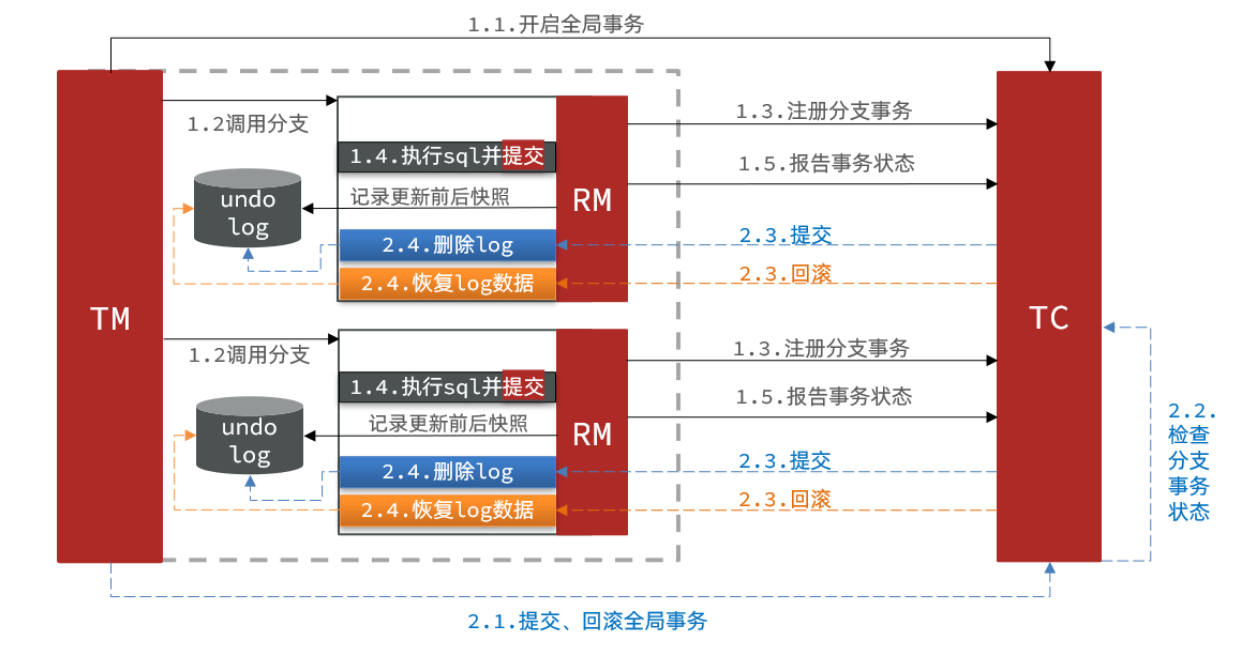 1.1.开启全局事务
1.2调用分支
1.3.注册分支事务
1.4.执行sql并提交
1.5.报告事务状态
undo
log
记录更新前后快照
RM
2.3.提交
2.4.删除log
2.3.回滚
2.4.恢复log数据
TM
TC
1.2调用分支
1.3.注册分支事务
1.4.执行sql并提交
1.5.报告事务状态
undo
log
记录更新前后快照
RM
2.3.提交
2.4.删除log
2.3.回滚
2.4.恢复log数据
2.2.
检查
分支
事务
状态
2.1.提交、回滚全局事务